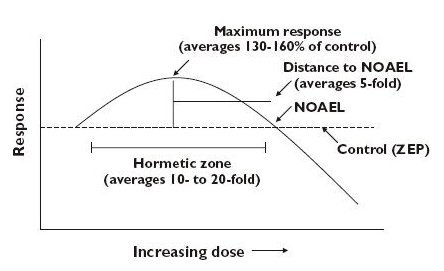 Maximum response
(averages 130-160% of control)
Distance to NOAEL
(averages 5-fold)
NOAEL
Response
Control (ZEP)
Hormetic zone
(averages 10- to 20-fold)
Increasing dose